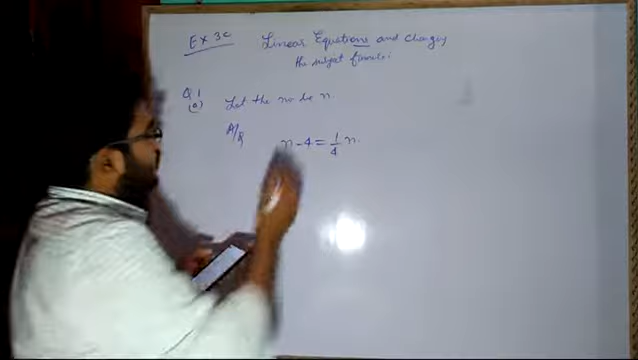 Ex 3c Linear Equations and changing
the subject formula:
Q1
(a) Let the no be n.
A/Q n - 4 = 1/4 n.